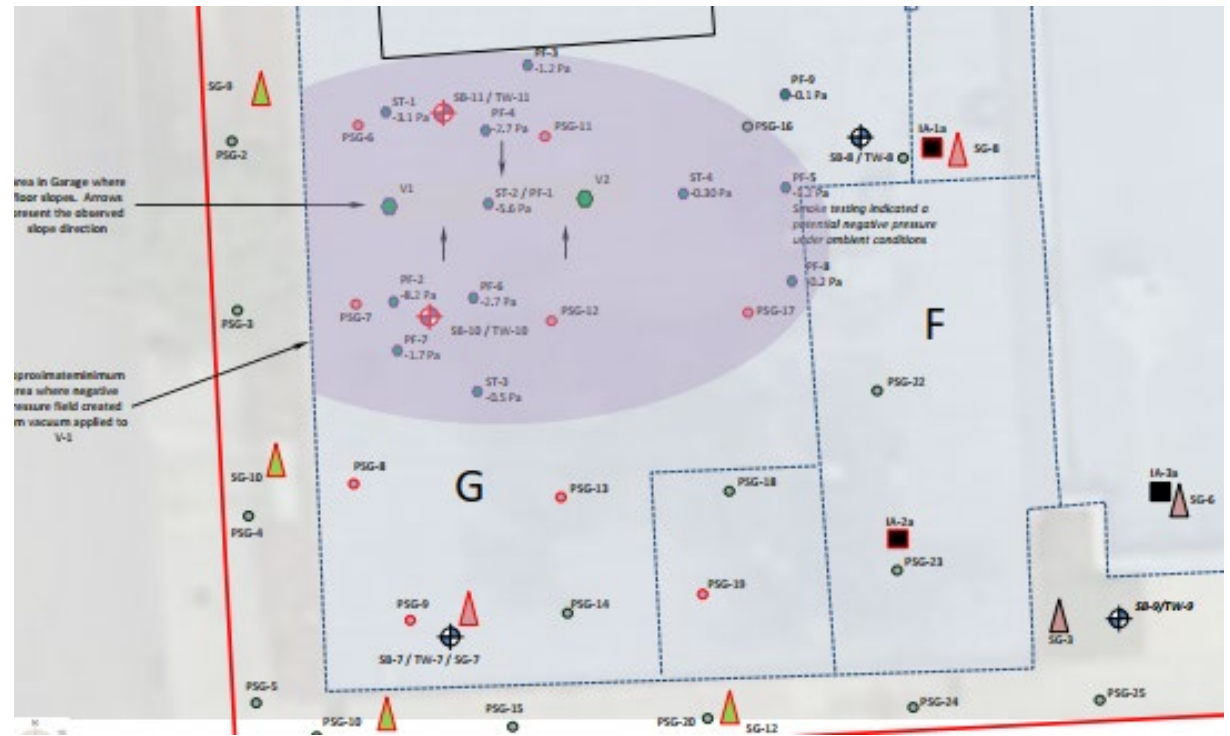 PF-3
-1.2 Pa
SG-9
PSG-2
ST-1
-3.1 Pa
SB-11 / TW-11
PF-4
-2.7 Pa
PSG-6
PSG-11
PF-9
-0.1 Pa
PSG-16
SB-8 / TW-8
IA-1a
SG-8
area in Garage where
floor slopes. Arrows
present the observed
slope direction
V1
ST-2 / PF-1
-5.6 Pa
V2
ST-4
-0.30 Pa
PF-5
Smoke testing indicated a
potential negative pressure
under ambient conditions
PSG-3
PF-2
-8.2 Pa
PF-6
-2.7 Pa
PSG-7
SB-10 / TW-10
PSG-12
PSG-17
PF-8
-0.2 Pa
F
PF-7
-1.7 Pa
proximateminimum
rea where negative
ressure field created
m vacuum applied to
V-1
ST-3
-0.5 Pa
PSG-22
SG-10
PSG-4
PSG-8
G
PSG-13
PSG-18
IA-3a
SG-6
IA-2a
PSG-23
PSG-9
SB-7 / TW-7 / SG-7
PSG-14
PSG-19
SG-3
SB-9/TW-9
PSG-5
PSG-10
PSG-15
PSG-20
SG-12
PSG-24
PSG-25